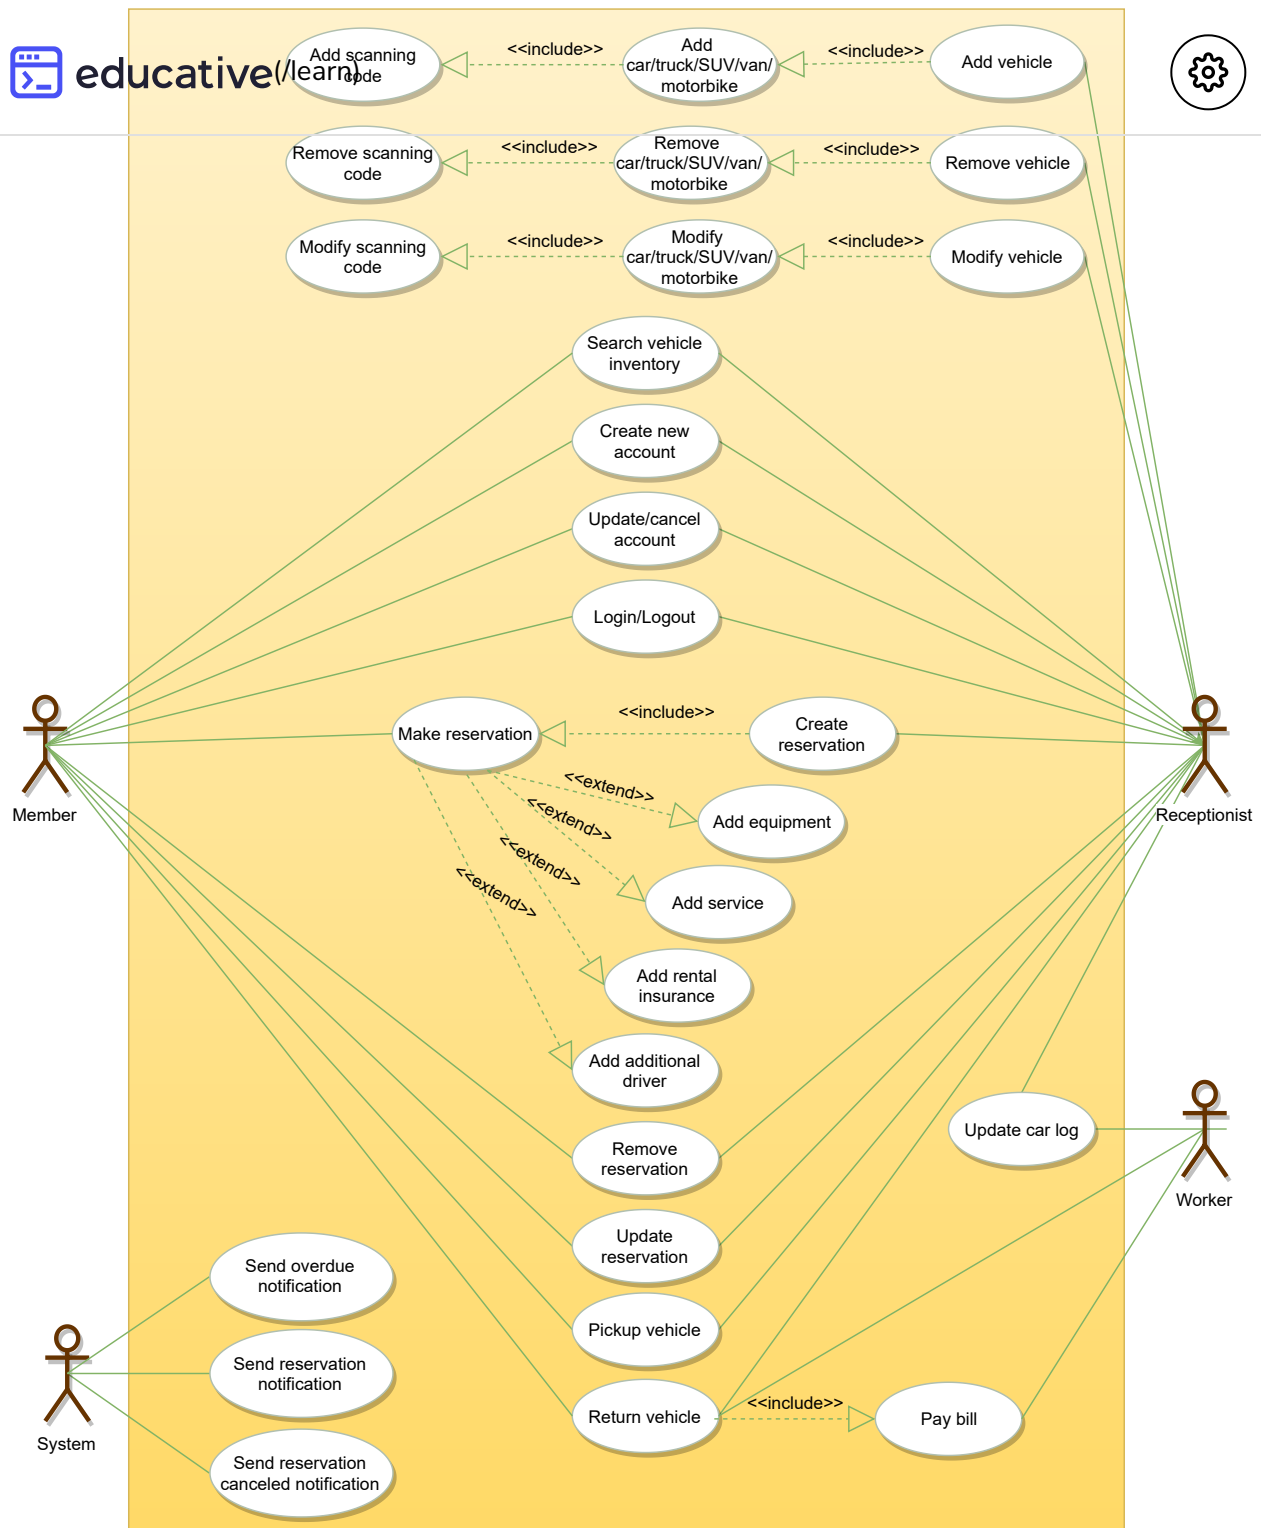 educative(/learn)
Add scanning
code
<<include>>
Add
car/truck/SUV/van/
motorbike
<<include>>
Add vehicle
Remove scanning
code
<<include>>
Remove
car/truck/SUV/van/
motorbike
<<include>>
Remove vehicle
Modify scanning
code
<<include>>
Modify
car/truck/SUV/van/
motorbike
<<include>>
Modify vehicle
Search vehicle
inventory
Create new
account
Update/cancel
account
Login/Logout
Member
Make reservation
<<include>>
Create
reservation
Receptionist
<<extend>>
Add equipment
<<extend>>
Add service
<<extend>>
Add rental
insurance
<<extend>>
Add additional
driver
Remove
reservation
Update car log
Worker
Update
reservation
Send overdue
notification
Pickup vehicle
Send reservation
notification
Return vehicle
<<include>>
Pay bill
System
Send reservation
canceled notification